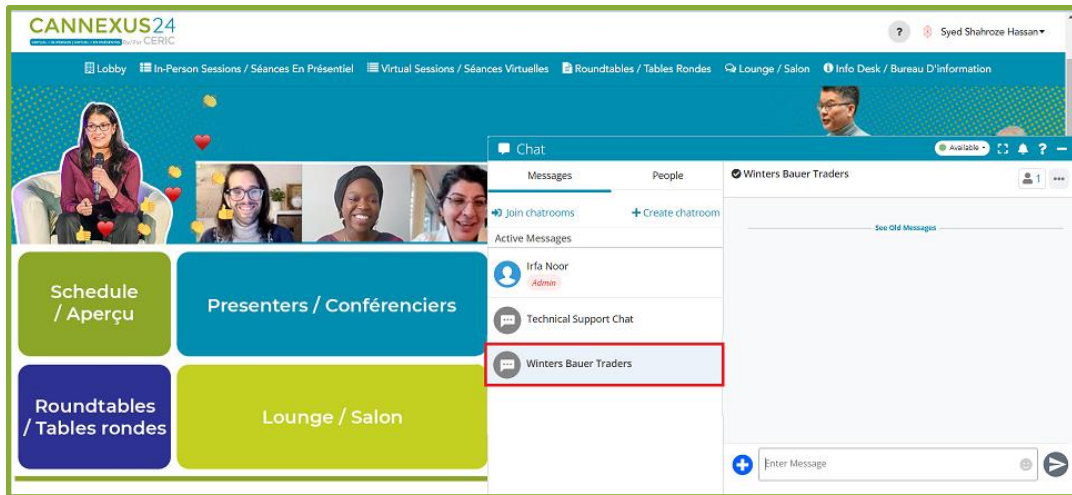 CANNEXUS24
by/par CERIC
?
Syed Shahroze Hassan
Lobby In-Person Sessions / Séances En Présentiel Virtual Sessions / Séances Virtuelles Roundtables / Tables Rondes Lounge / Salon Info Desk / Bureau D'information
Chat
Available
?
Messages People
Join chatrooms + Create chatroom
Active Messages
Irfa Noor
Admin
Technical Support Chat
Winters Bauer Traders
Winters Bauer Traders
1
See Old Messages
Enter Message
Schedule
/ Aperçu
Presenters / Conférenciers
Roundtables
/ Tables rondes
Lounge / Salon